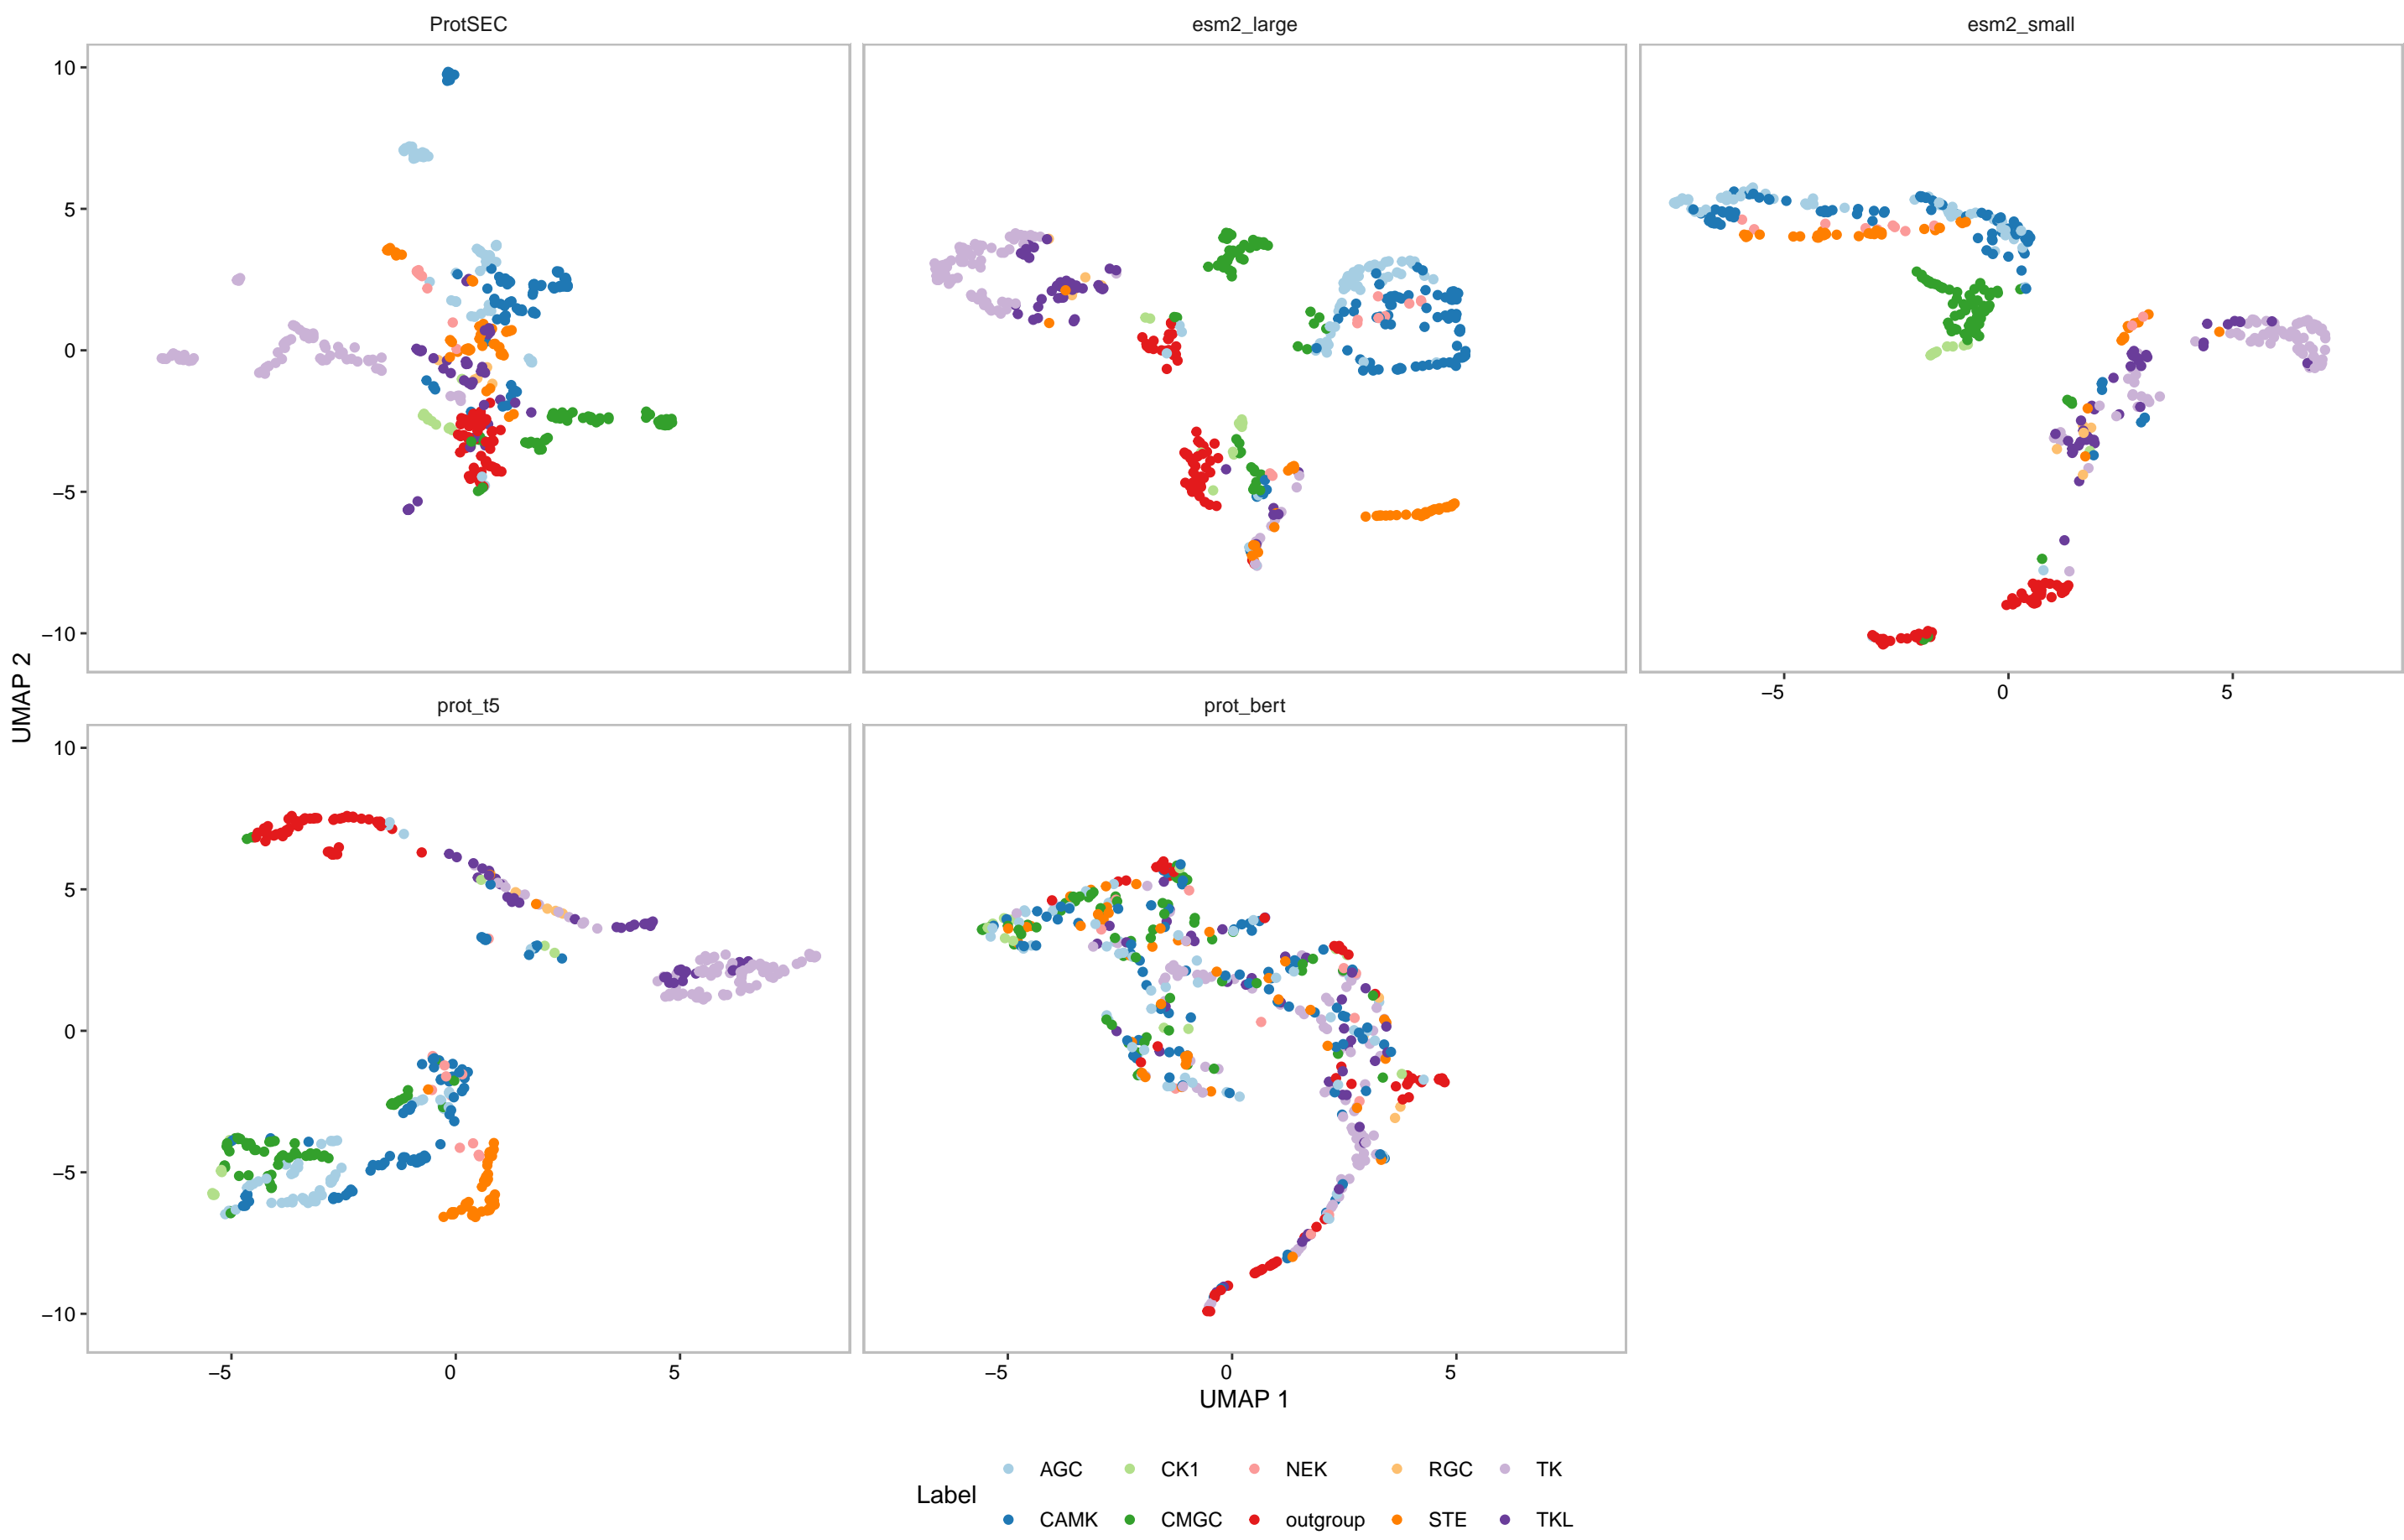 ProtSEC esm2_large esm2_small
10
5
0
−5
−10
−5 0 5
UMAP 2
prot_t5 prot_bert
10
5
0
−5
−10
−5 0 5 −5 0 5
UMAP 1
Label
AGC CK1 NEK RGC TK
CAMK CMGC outgroup STE TKL